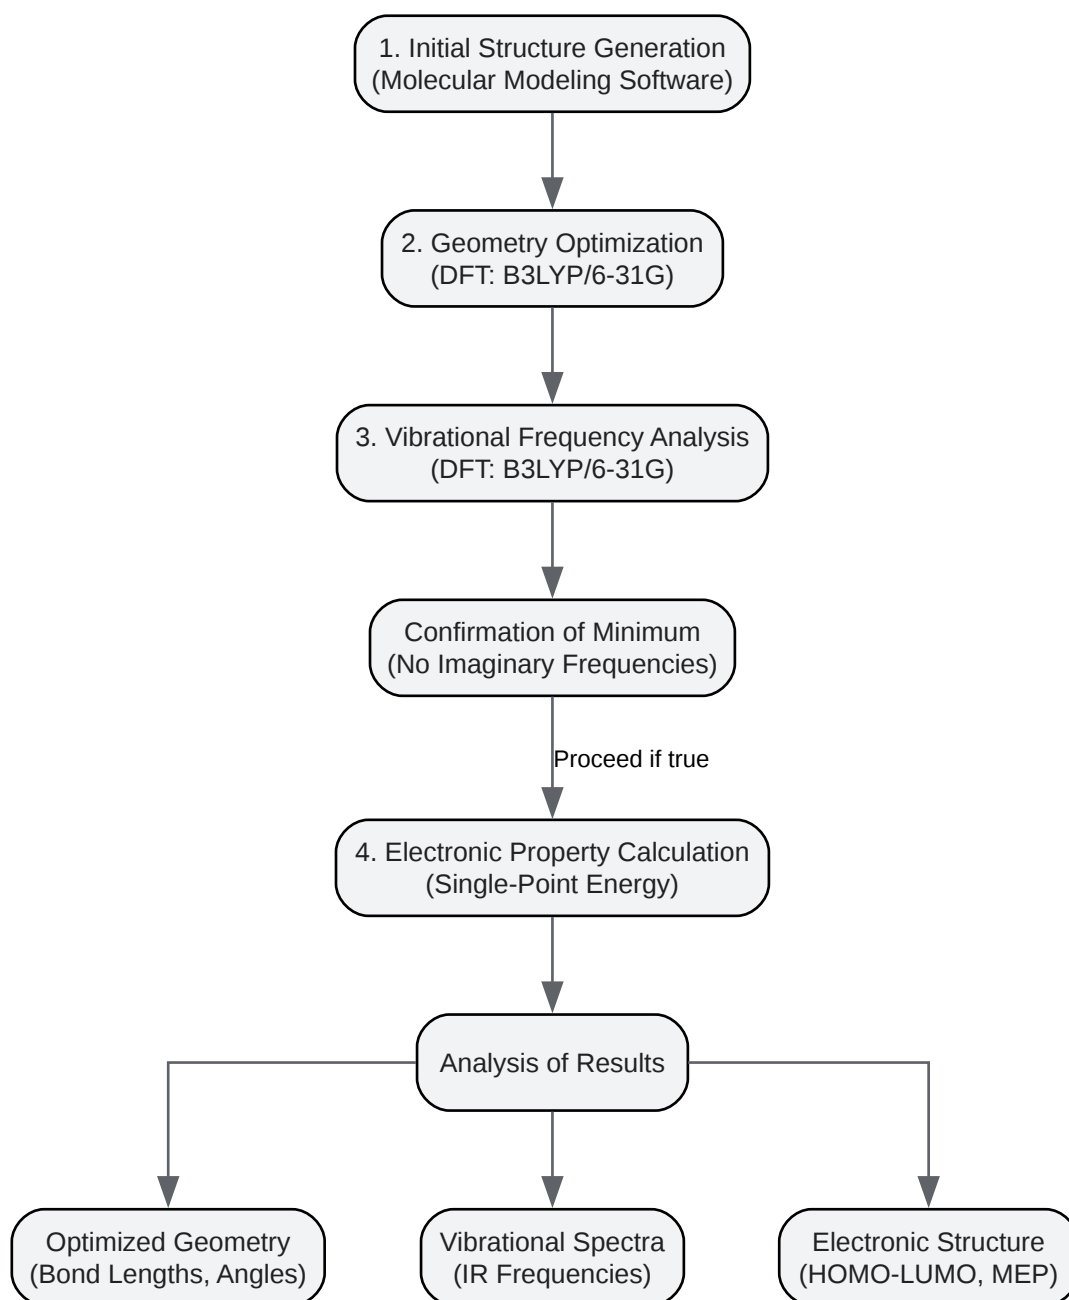 1. Initial Structure Generation
(Molecular Modeling Software)
2. Geometry Optimization
(DFT: B3LYP/6-31G)
3. Vibrational Frequency Analysis
(DFT: B3LYP/6-31G)
Confirmation of Minimum
(No Imaginary Frequencies)
Proceed if true
4. Electronic Property Calculation
(Single-Point Energy)
Analysis of Results
Optimized Geometry
(Bond Lengths, Angles)
Vibrational Spectra
(IR Frequencies)
Electronic Structure
(HOMO-LUMO, MEP)